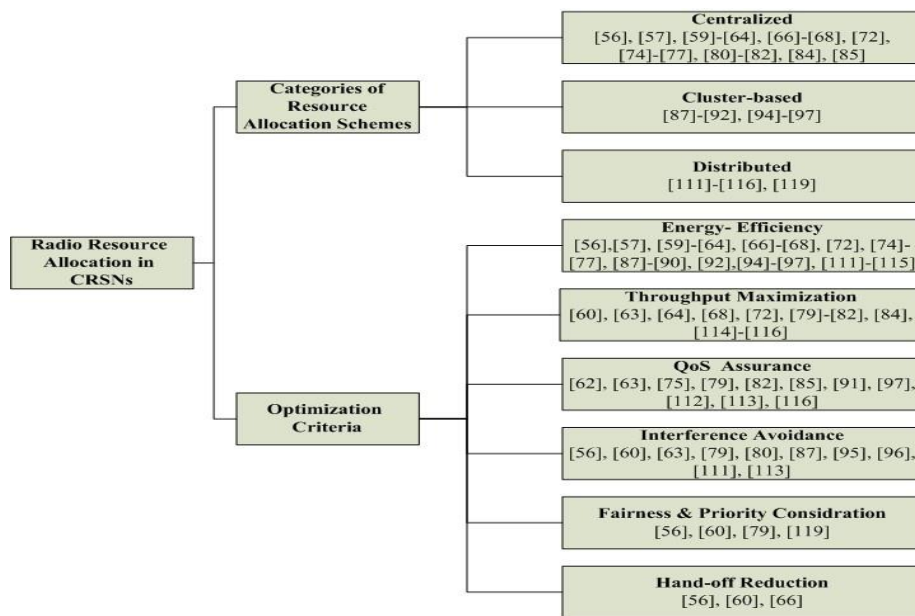 Centralized
[56], [57], [59]-[64], [66]-[68], [72],
[74]-[77], [80]-[82], [84], [85]
Categories of
Resource
Allocation Schemes
Cluster-based
[87]-[92], [94]-[97]
Distributed
[111]-[116], [119]
Radio Resource
Allocation in
CRSNs
Energy- Efficiency
[56],[57], [59]-[64], [66]-[68], [72], [74]-
[77], [87]-[90], [92],[94]-[97], [111]-[115]
Throughput Maximization
[60], [63], [64], [68], [72], [79]-[82], [84],
[114]-[116]
QoS Assurance
[62], [63], [75], [79], [82], [85], [91], [97],
[112], [113], [116]
Optimization
Criteria
Interference Avoidance
[56], [60], [63], [79], [80], [87], [95], [96],
[111], [113]
Fairness & Priority Considration
[56], [60], [79], [119]
Hand-off Reduction
[56], [60], [66]